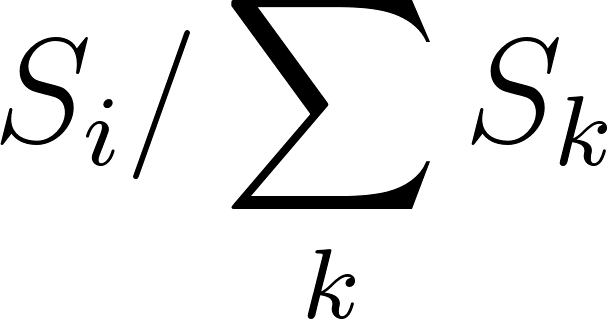 $S_i / \sum_k S_k$